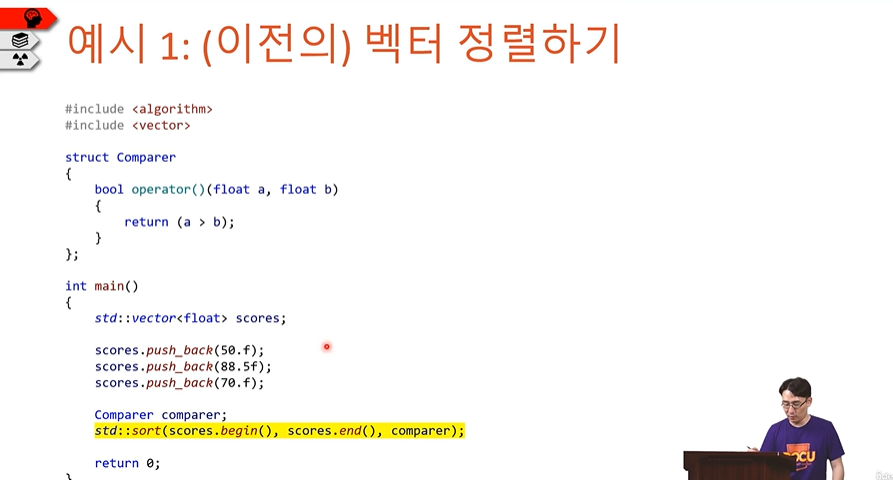 예시 1: (이전의) 벡터 정렬하기
#include <algorithm>
#include <vector>
struct Comparer
{
bool operator()(float a, float b)
{
return (a > b);
}
};
int main()
{
std::vector<float> scores;
scores.push_back(50.f);
scores.push_back(88.5f);
scores.push_back(70.f);
Comparer comparer;
std::sort(scores.begin(), scores.end(), comparer);
return 0;
}